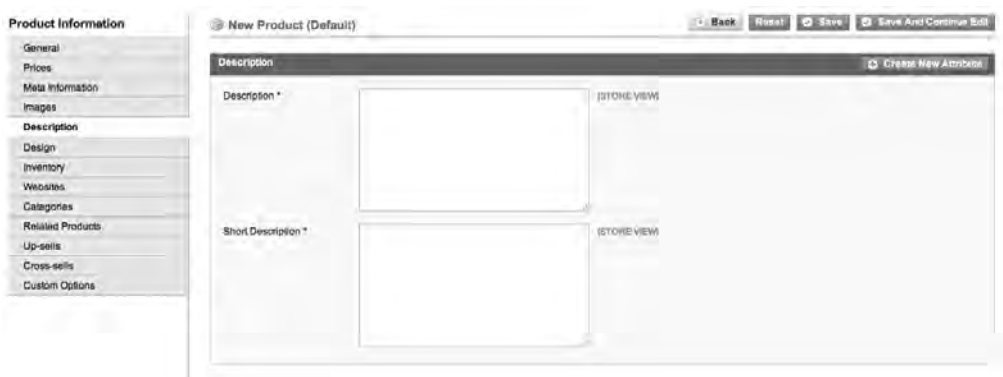 Product Information
General
Prices
Meta Information
Images
Description
Design
Inventory
Websites
Categories
Related Products
Up-sells
Cross-sells
Custom Options
New Product (Default)
Back Reset Save Save And Continue Edit
Description
Create New Attribute
Description *
[STORE VIEW]
Short Description *
[STORE VIEW]